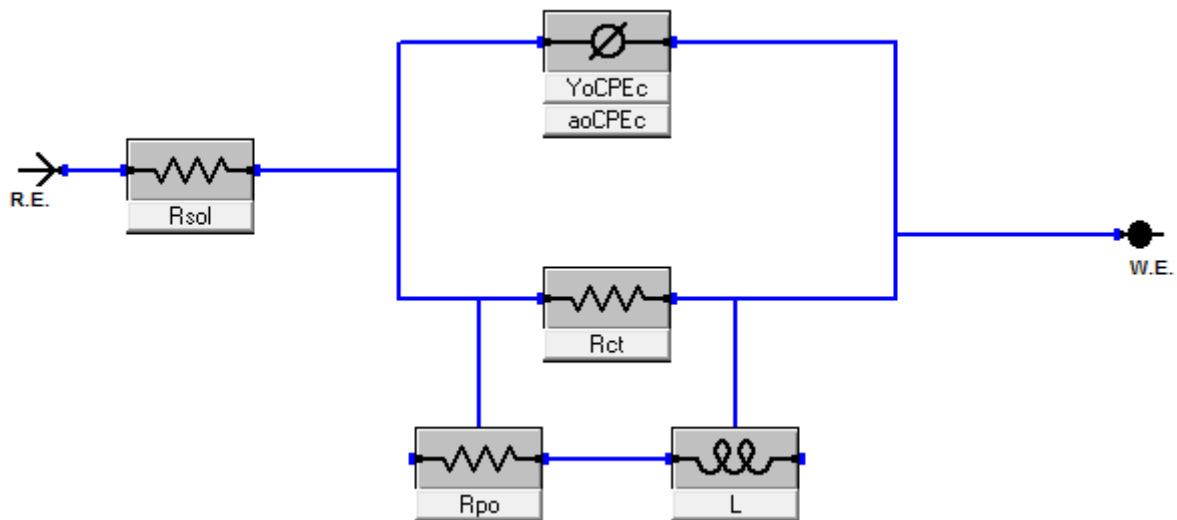 YoCPEc
aoCPEc
R.E.
Rsol
W.E.
Rct
Rpo
L